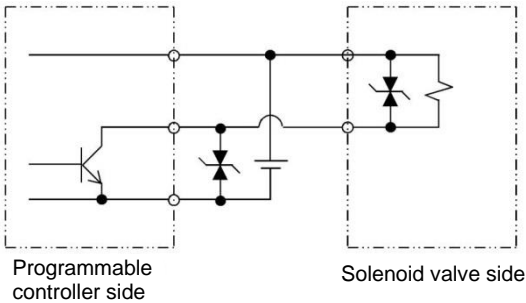 Programmable
controller side
Solenoid valve side